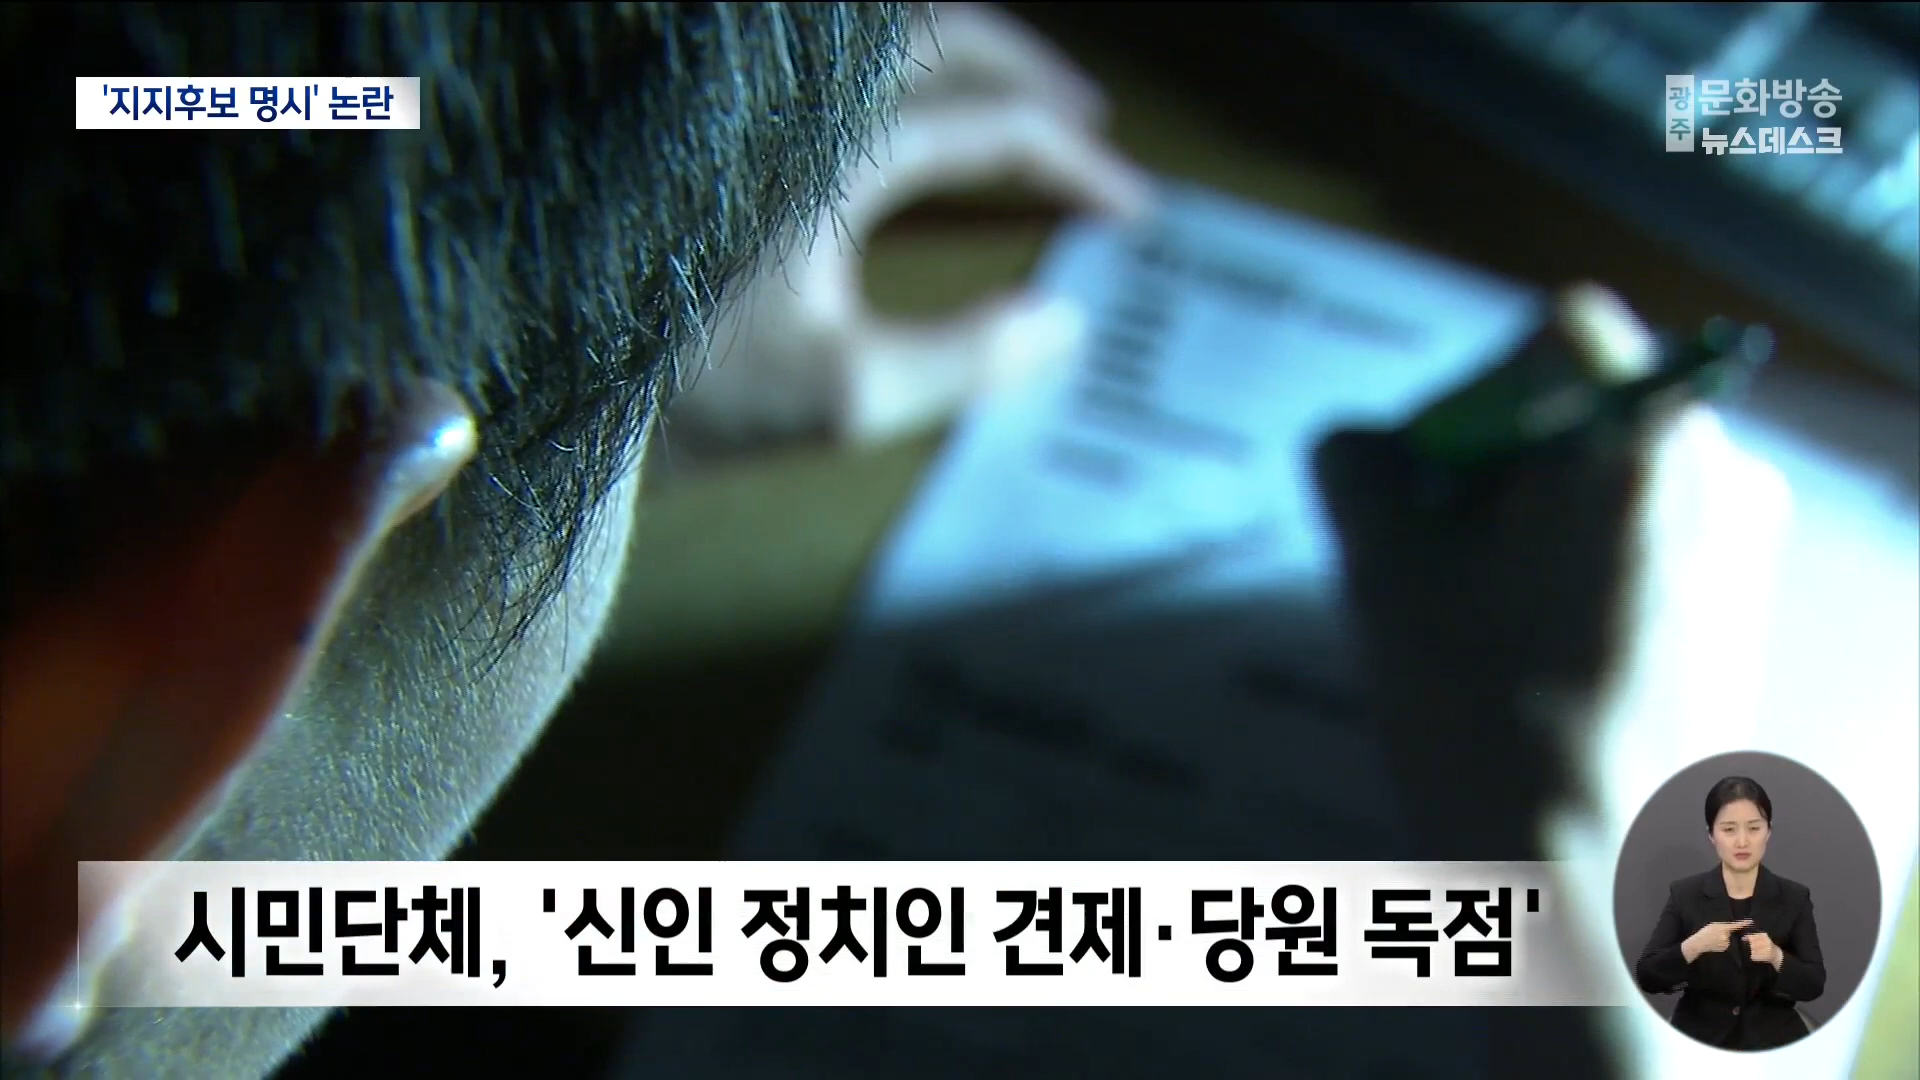 '지지후보 명시' 논란
광주
문화방송
뉴스데스크
시민단체, '신인 정치인 견제·당원 독점'